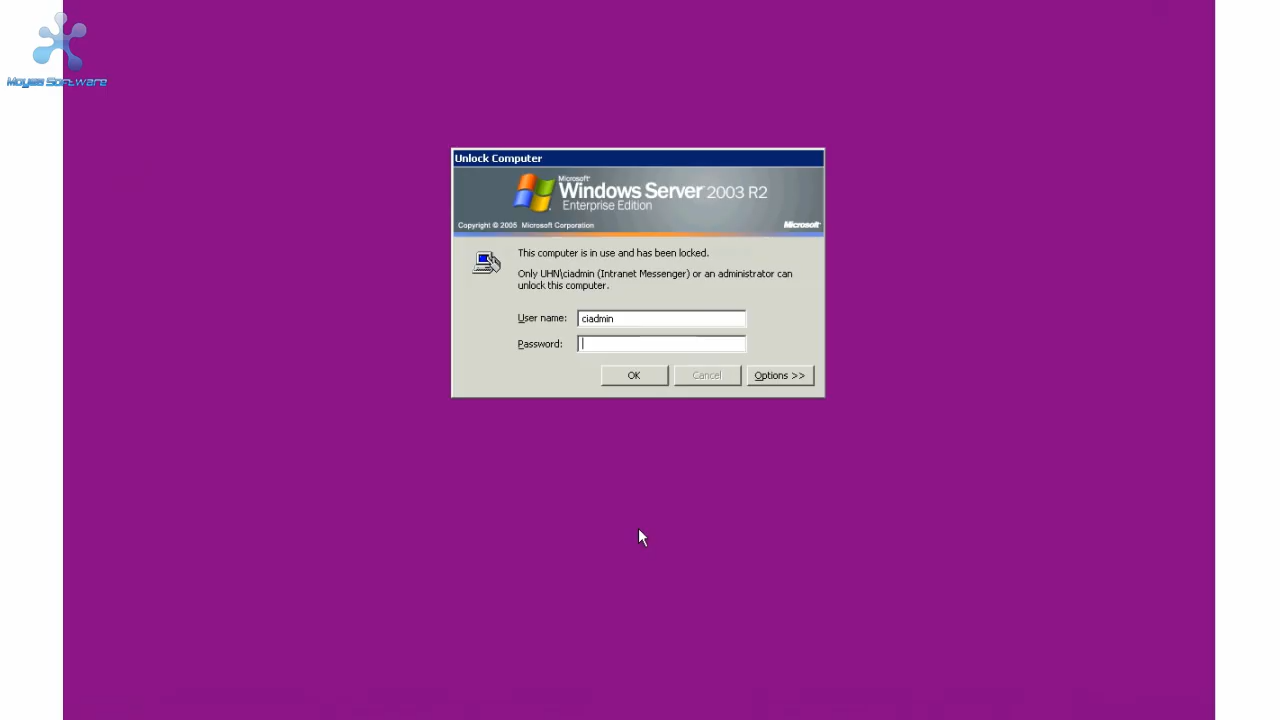 Moyea Software
Unlock Computer
Microsoft
Windows Server 2003 R2
Enterprise Edition
Copyright © 2005 Microsoft Corporation Microsoft
This computer is in use and has been locked.
Only UHN\ciadmin (Intranet Messenger) or an administrator can
unlock this computer.
User name: ciadmin
Password:
OK Cancel Options >>